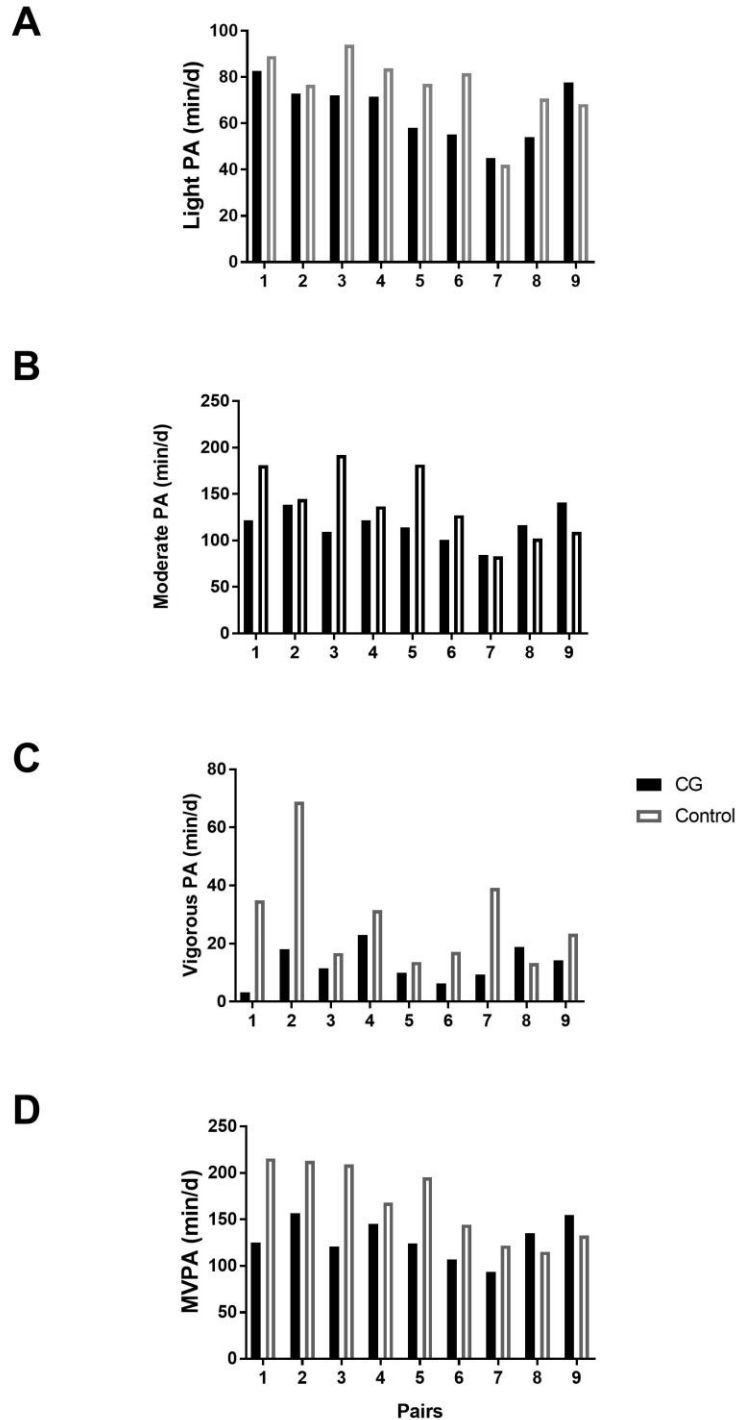 A
Light PA (min/d)
100
80
60
40
20
0
1 2 3 4 5 6 7 8 9
B
Moderate PA (min/d)
250
200
150
100
50
0
1 2 3 4 5 6 7 8 9
C
Vigorous PA (min/d)
80
60
40
20
0
1 2 3 4 5 6 7 8 9
CG
Control
D
MVPA (min/d)
250
200
150
100
50
0
1 2 3 4 5 6 7 8 9
Pairs